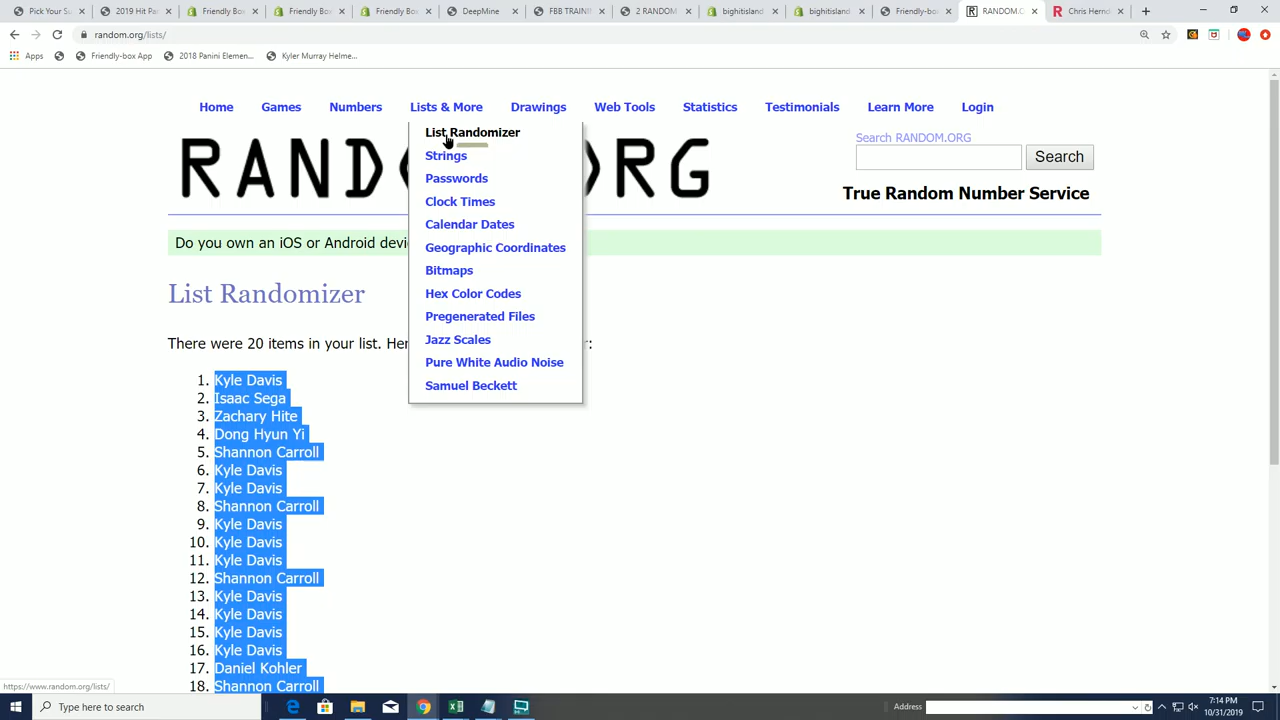 Pick Your S
2019 Hit Pa
Friendly Bo
Friendly Bo
Friendly Bo
DeepMine
FBB TRAIN
2 RANDOM
bighitisland
bighitisland
Friendly-bo
RANDOM.O
R Chris Hernd
random.org/lists/
Apps
Friendly-box App
2018 Panini Elemen...
Kyler Murray Helme...
Home
Games
Numbers
Lists & More
Drawings
Web Tools
Statistics
Testimonials
Learn More
Login
List Randomizer
Strings
Passwords
Clock Times
Calendar Dates
Geographic Coordinates
Bitmaps
Hex Color Codes
Pregenerated Files
Jazz Scales
Pure White Audio Noise
Samuel Beckett
RAND RG
Search RANDOM.ORG
Search
True Random Number Service
Do you own an iOS or Android devi
List Randomizer
There were 20 items in your list. Her :
1. Kyle Davis
2. Isaac Sega
3. Zachary Hite
4. Dong Hyun Yi
5. Shannon Carroll
6. Kyle Davis
7. Kyle Davis
8. Shannon Carroll
9. Kyle Davis
10. Kyle Davis
11. Kyle Davis
12. Shannon Carroll
13. Kyle Davis
14. Kyle Davis
15. Kyle Davis
16. Kyle Davis
17. Daniel Kohler
18. Shannon Carroll
https://www.random.org/lists/
Type here to search
Address
7:14 PM
10/31/2019